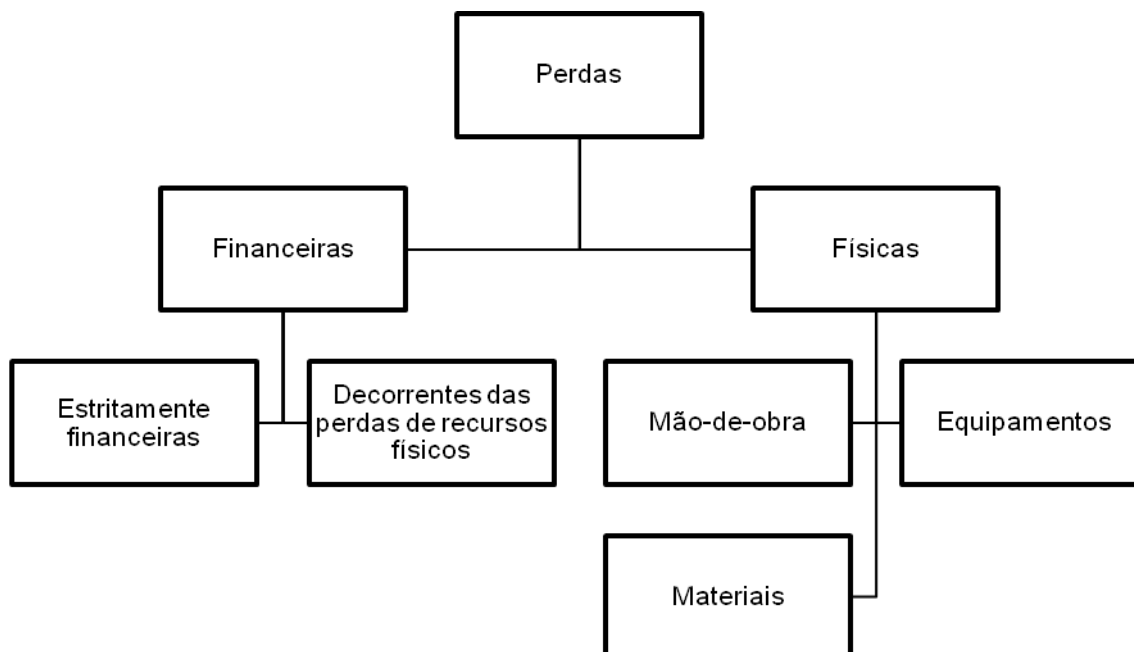 Perdas
Financeiras
Físicas
Estritamente
financeiras
Decorrentes das
perdas de recursos
físicos
Mão-de-obra
Equipamentos
Materiais